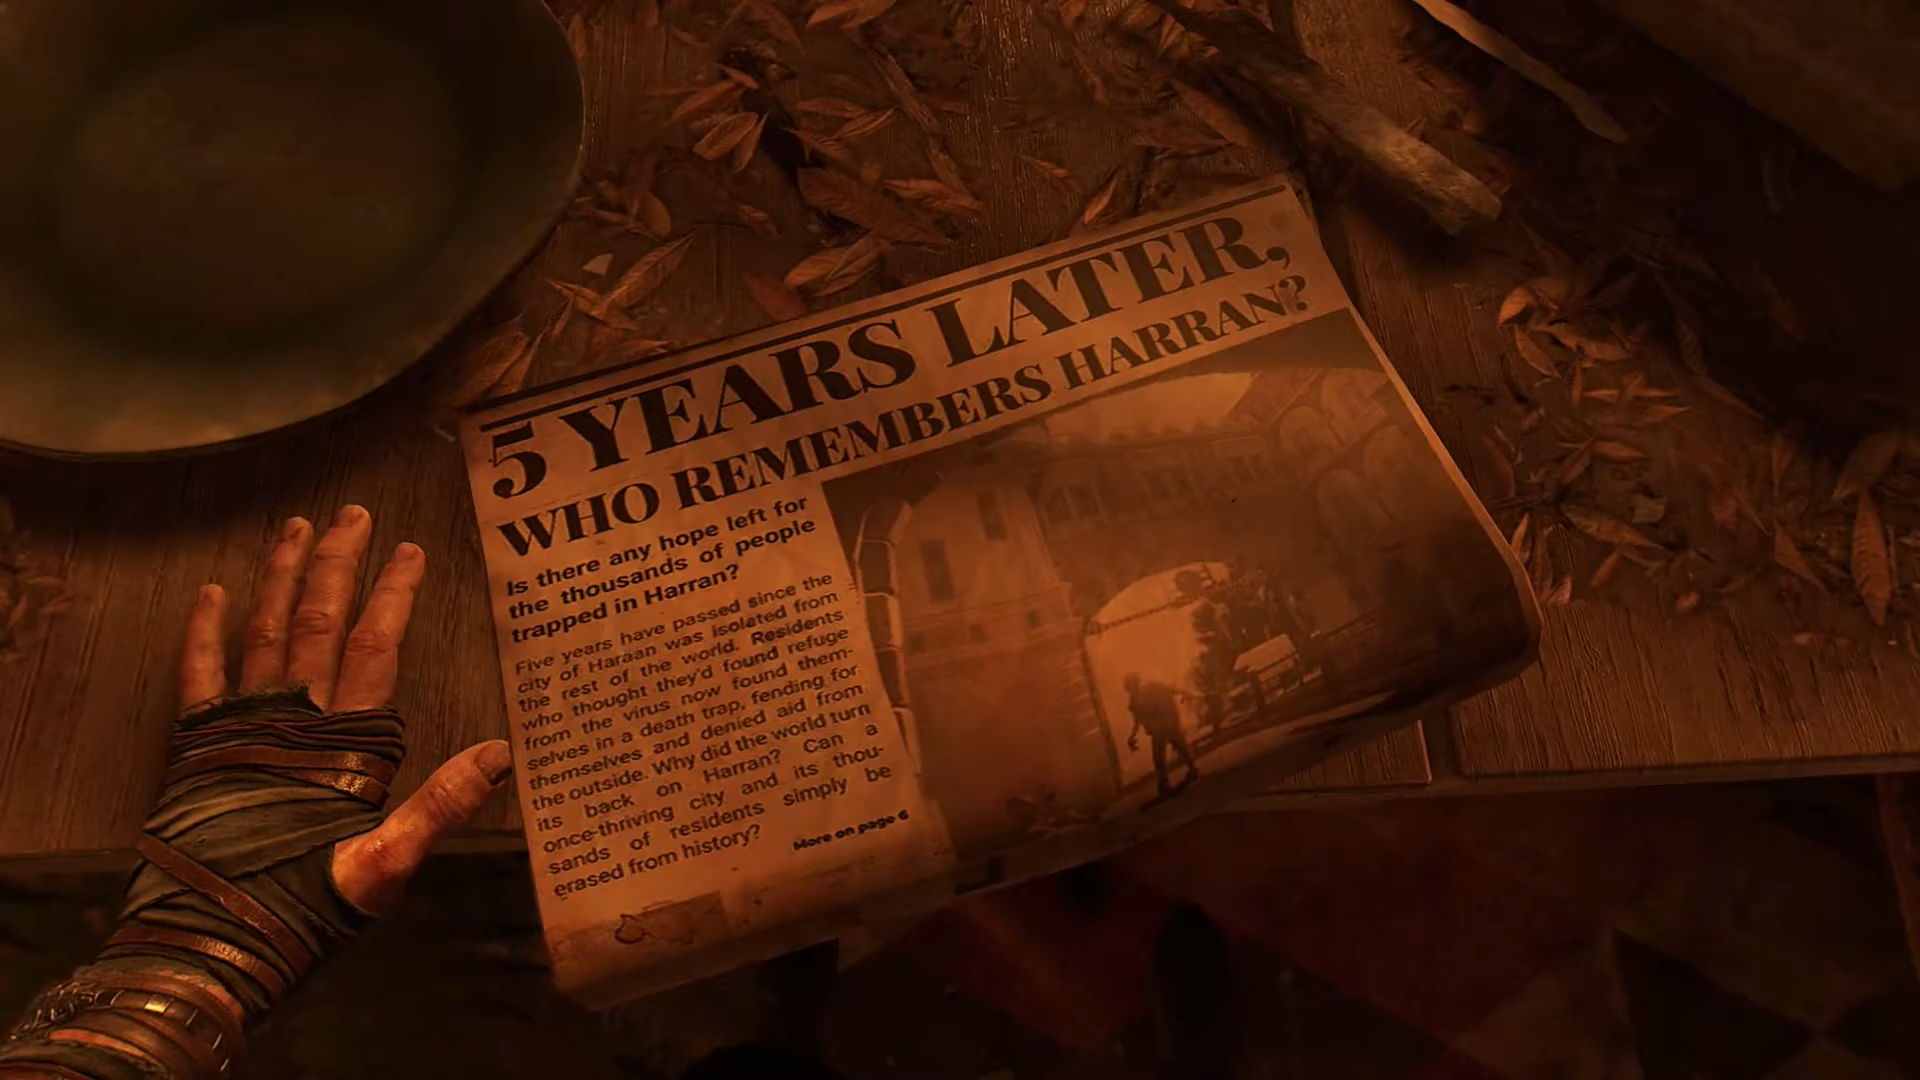 5 YEARS LATER,
WHO REMEMBERS HARRAN?
Is there any hope left for
the thousands of people
trapped in Harran?
Five years have passed since the
city of Haraan was isolated from
the rest of the world. Residents
who thought they'd found refuge
from the virus now found them-
selves in a death trap, fending for
themselves and denied aid from
the outside. Why did the world turn
its back on Harran? Can a
once-thriving city and its thou-
sands of residents simply be
erased from history?
More on page 6